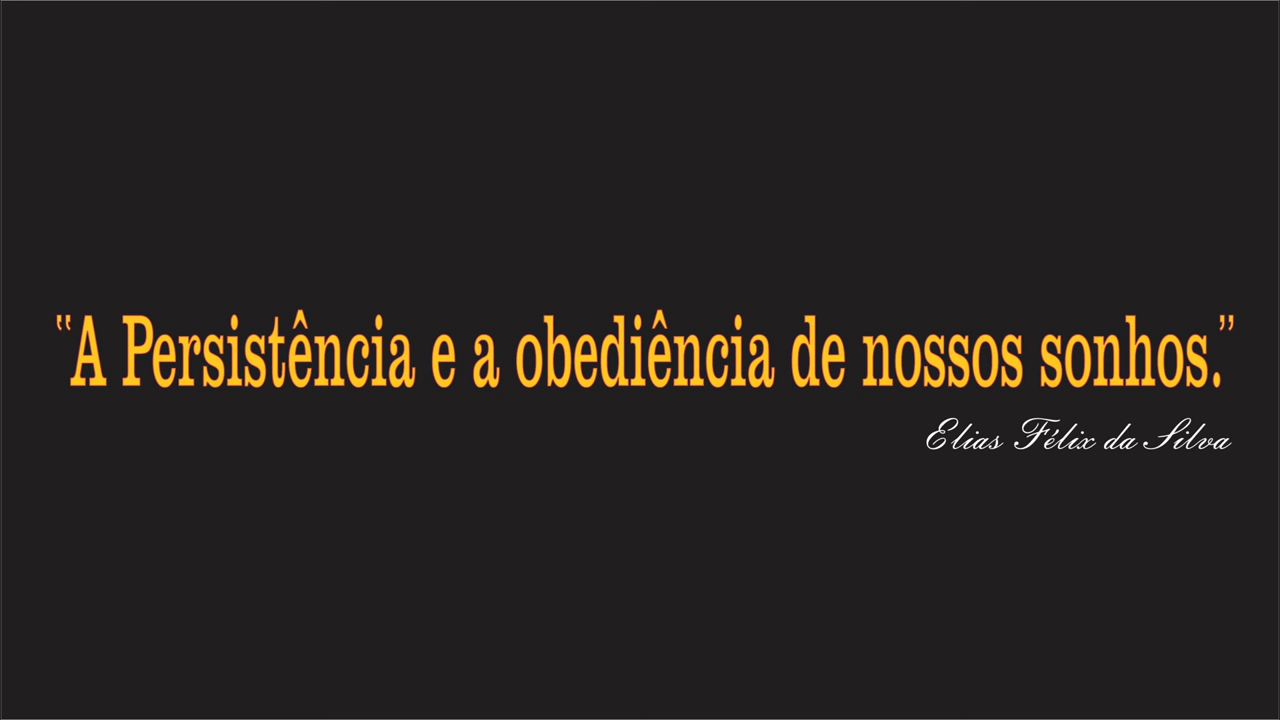 “A Persistência e a obediência de nossos sonhos.”
Elias Félix da Silva